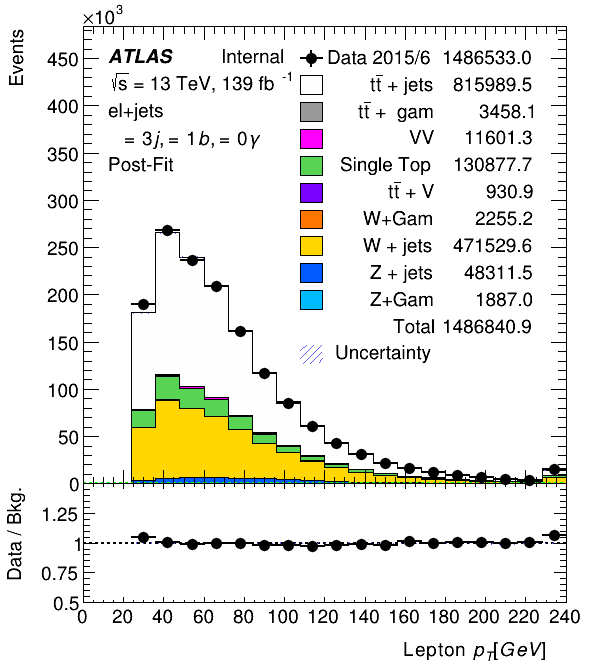 ×10³
Events
450
400
350
300
250
200
150
100
50
0
ATLAS Internal
√s = 13 TeV, 139 fb⁻¹
el+jets
= 3j, = 1b, = 0γ
Post-Fit
Data 2015/6 1486533.0
tt̄ + jets 815989.5
tt̄ + gam 3458.1
VV 11601.3
Single Top 130877.7
tt̄ + V 930.9
W+Gam 2255.2
W + jets 471529.6
Z + jets 48311.5
Z+Gam 1887.0
Total 1486840.9
Uncertainty
Data / Bkg.
1.25
1
0.75
0.5
0 20 40 60 80 100 120 140 160 180 200 220 240
Lepton p_T[GeV]